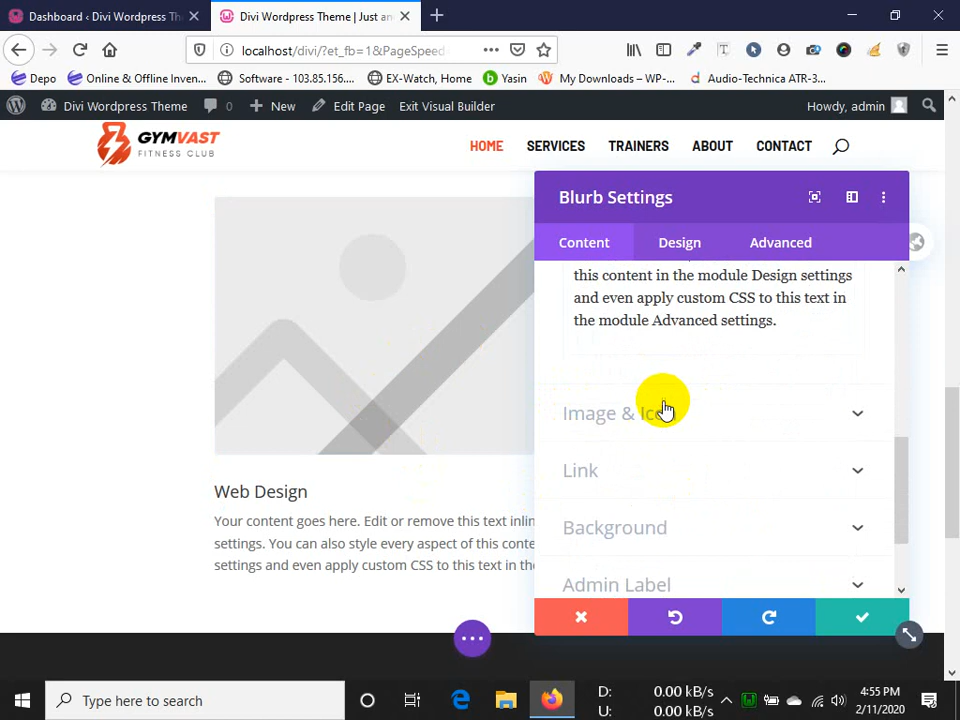 Dashboard ‹ Divi Wordpress Th
Divi Wordpress Theme | Just an
localhost/divi/?et_fb=1&PageSpeed
Depo
Online & Offline Inven...
Software - 103.85.156....
EX-Watch, Home
Yasin
My Downloads – WP-...
Audio-Technica ATR-3...
Divi Wordpress Theme
0
New
Edit Page
Exit Visual Builder
Howdy, admin
GYMVAST
FITNESS CLUB
HOME
SERVICES
TRAINERS
ABOUT
CONTACT
Blurb Settings
Content
Design
Advanced
this content in the module Design settings
and even apply custom CSS to this text in
the module Advanced settings.
Image & Icon
Link
Background
Admin Label
Web Design
Your content goes here. Edit or remove this text inlin
settings. You can also style every aspect of this conte
settings and even apply custom CSS to this text in the
Type here to search
D: 0.00 kB/s
U: 0.00 kB/s
4:55 PM
2/11/2020